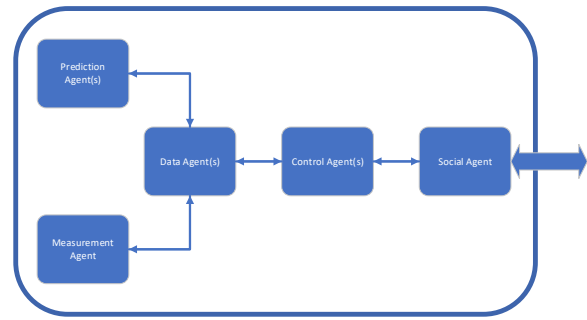 Prediction
Agent(s)
Data Agent(s)
Control Agent(s)
Social Agent
Measurement
Agent